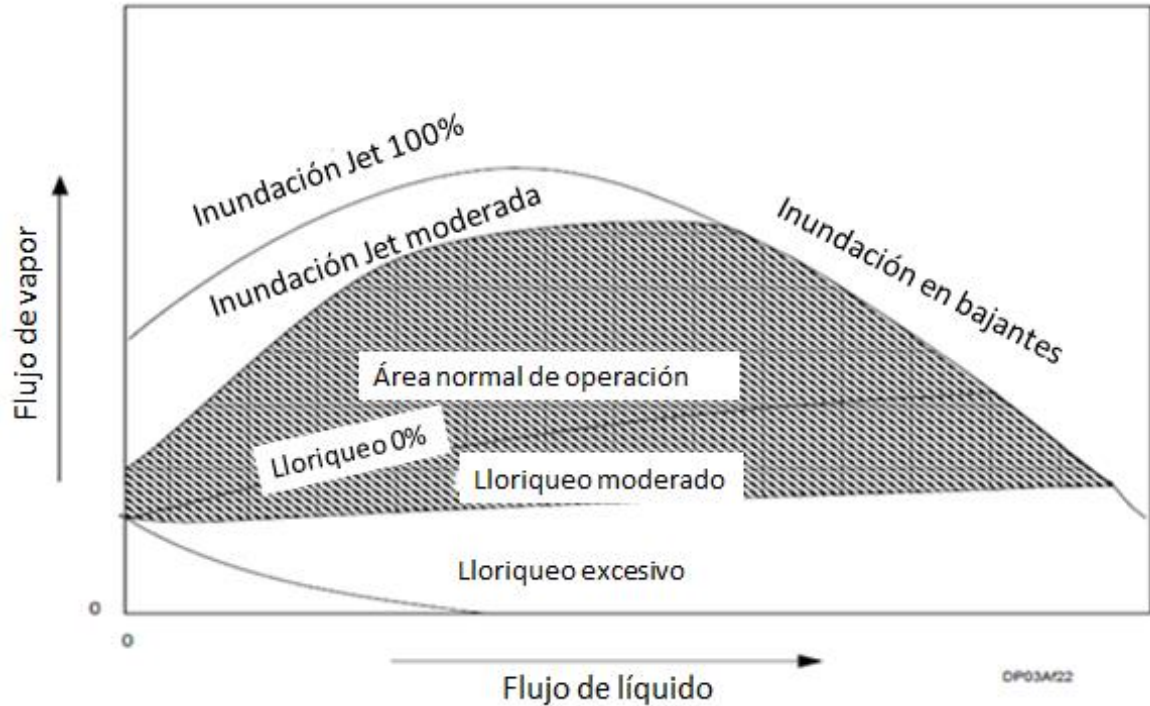 Inundación Jet 100%
Inundación Jet moderada
Inundación en bajantes
Flujo de vapor
Área normal de operación
Lloriqueo 0%
Lloriqueo moderado
Lloriqueo excesivo
0
0
Flujo de líquido
DP03Af22